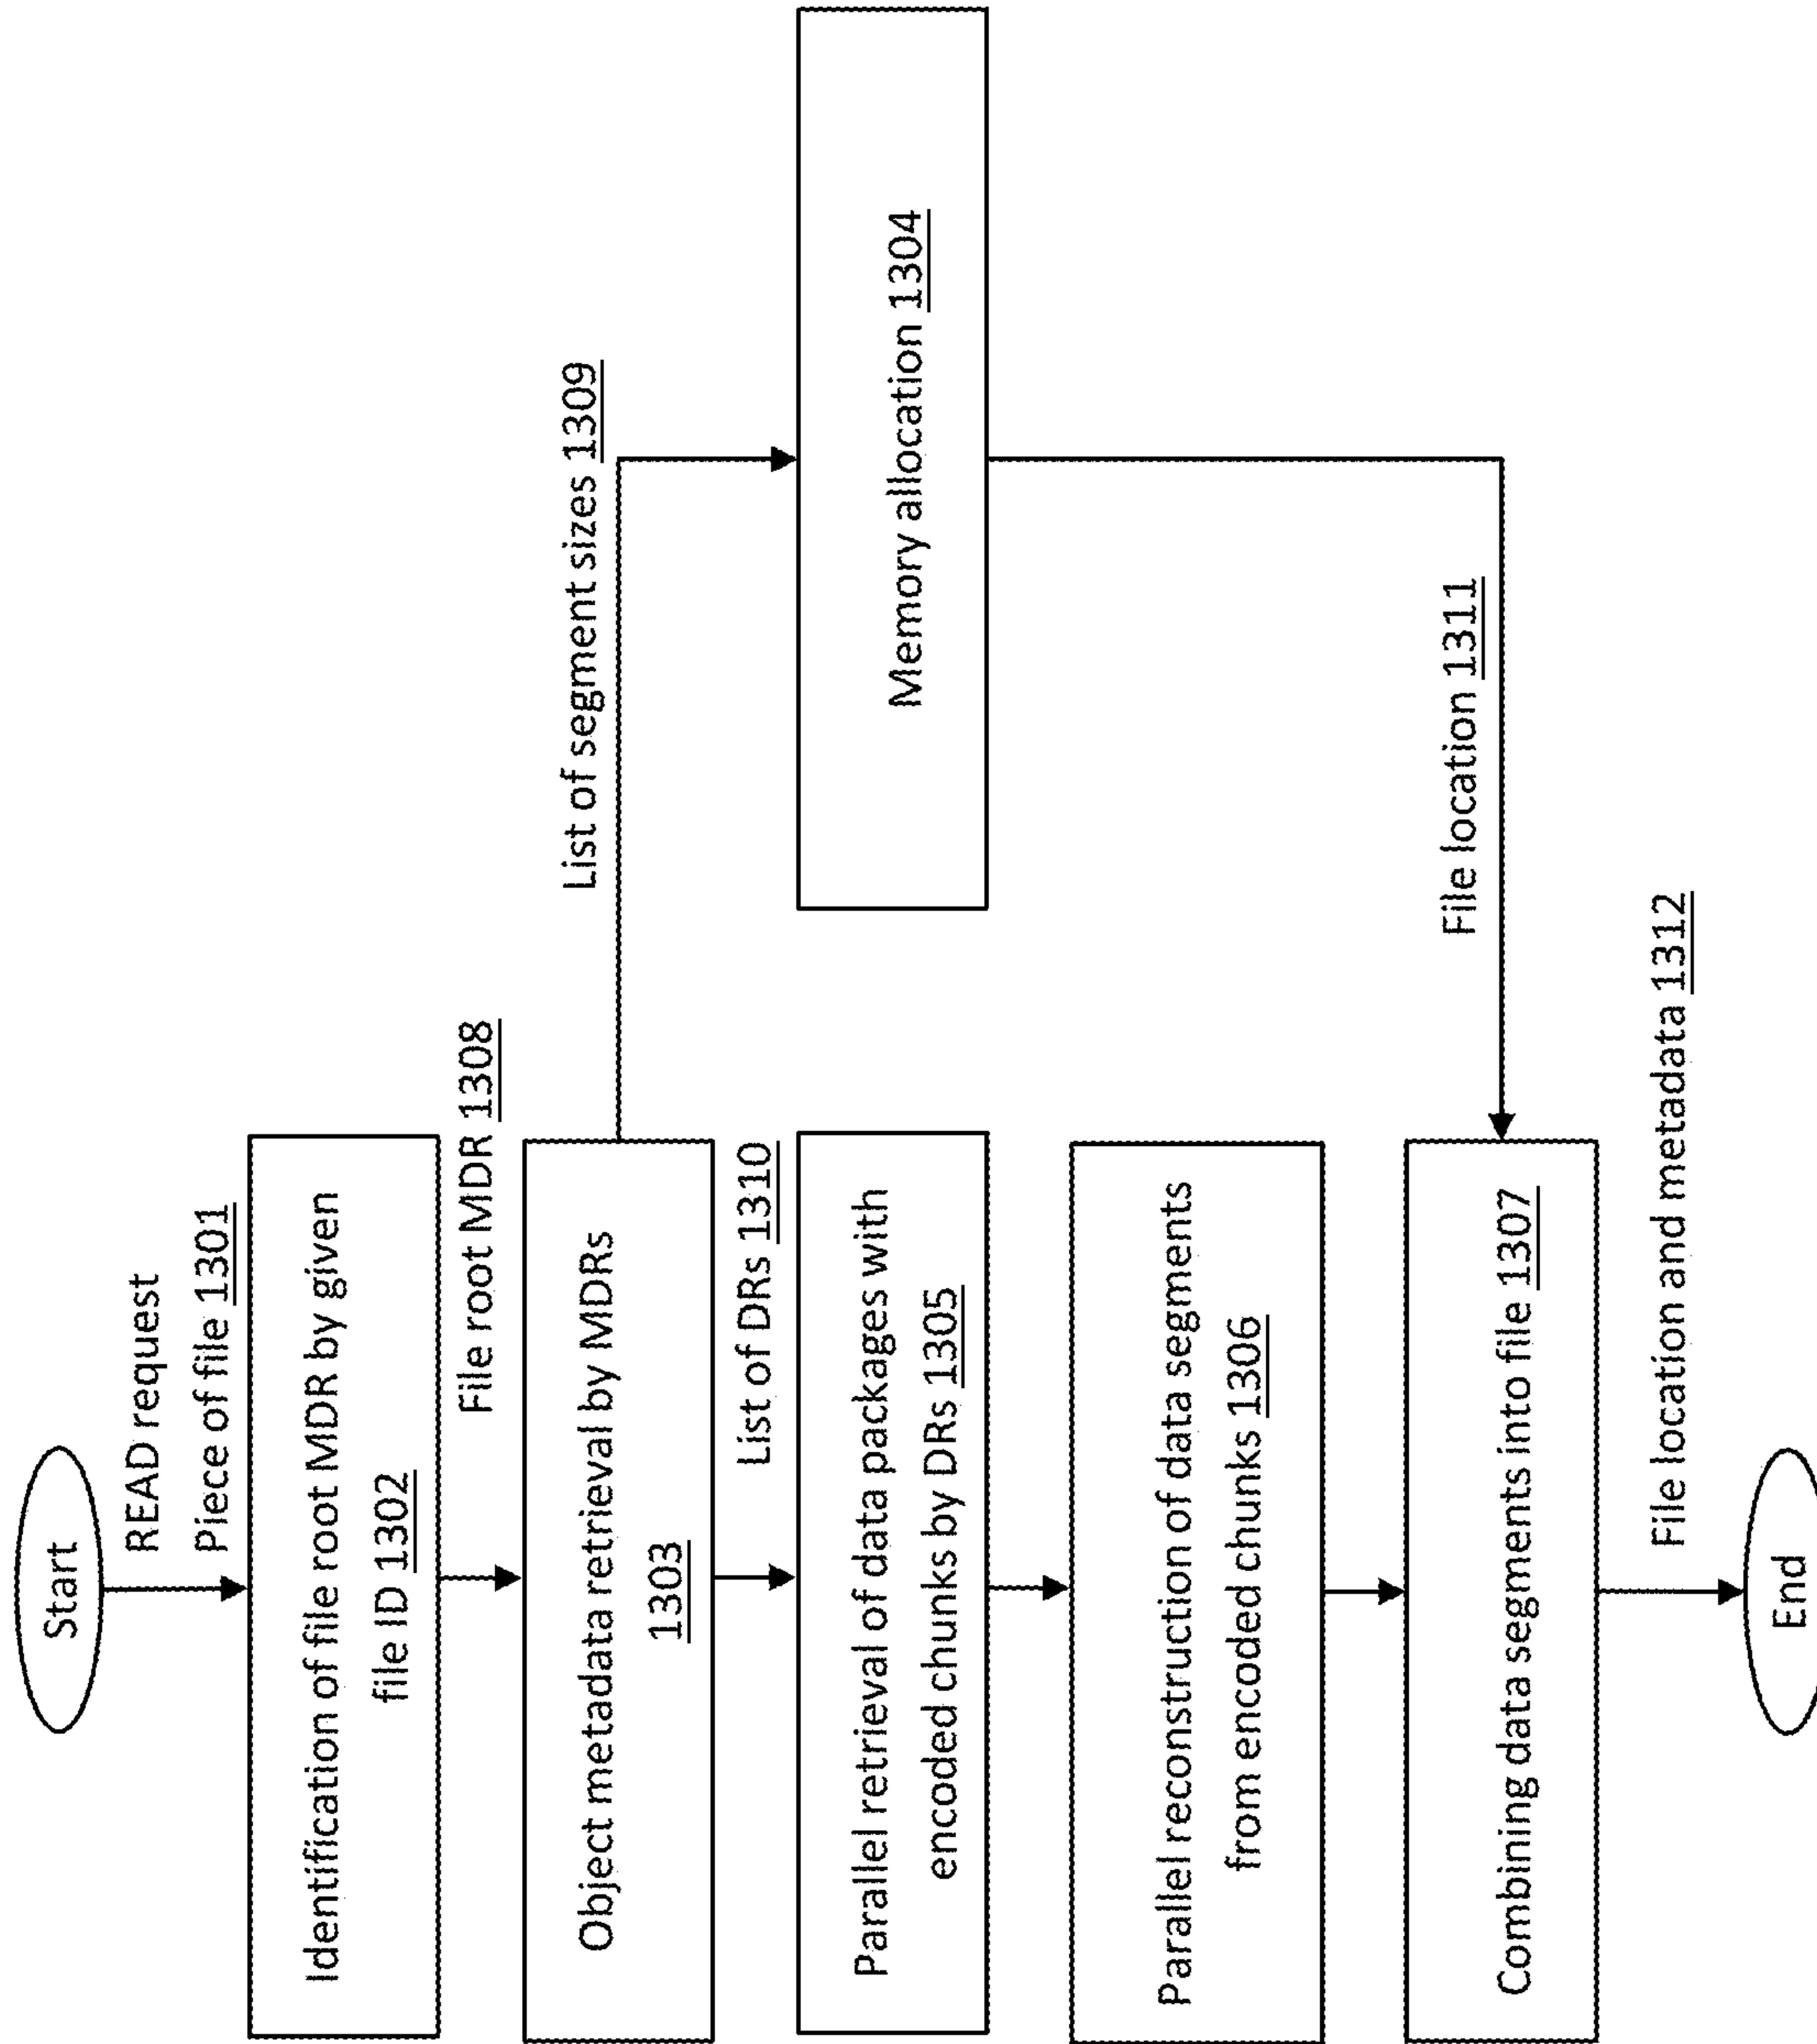 Start
READ request
Piece of file 1301
Identification of file root MDR by given
file ID 1302
File root MDR 1308
Object metadata retrieval by MDRs
1303
List of segment sizes 1309
List of DRs 1310
Memory allocation 1304
Parallel retrieval of data packages with
encoded chunks by DRs 1305
Parallel reconstruction of data segments
from encoded chunks 1306
File location 1311
Combining data segments into file 1307
File location and metadata 1312
End